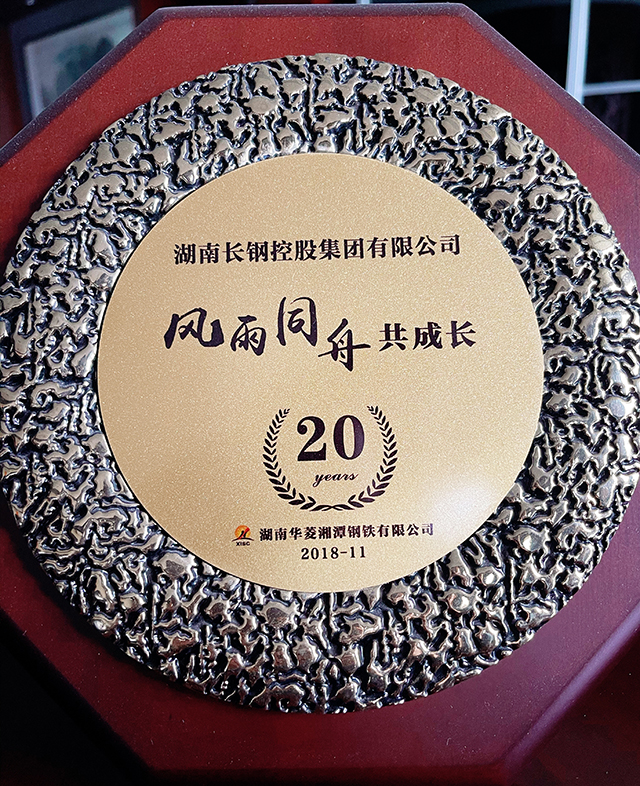 湖南长钢控股集团有限公司
风雨同舟共成长
20
years
XISC 湖南华菱湘潭钢铁有限公司
2018-11